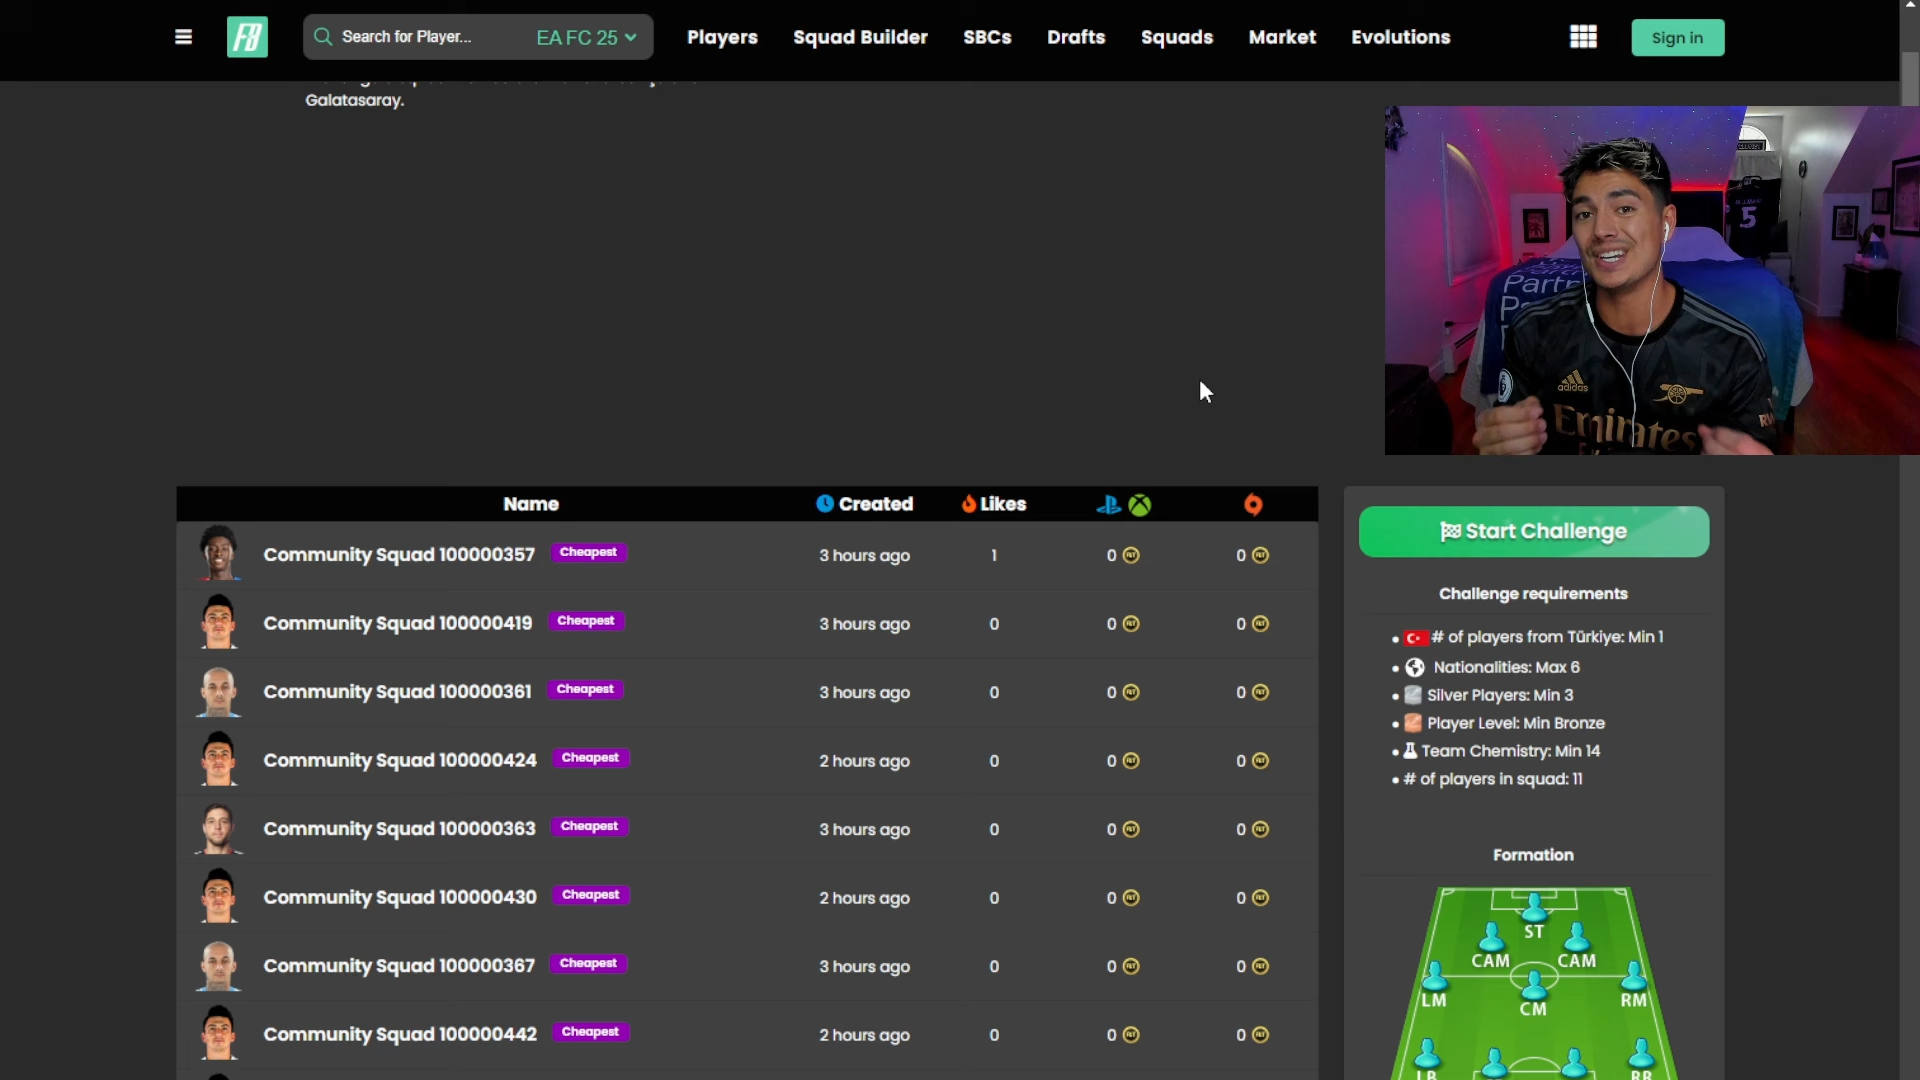 F8
Search for Player...
EA FC 25
Players
Squad Builder
SBCs
Drafts
Squads
Market
Evolutions
Sign in
Galatasaray.
Partn
5
adidas
Emirates
Name
Created
Likes
Community Squad 100000357 Cheapest 3 hours ago 1 0 0
Community Squad 100000419 Cheapest 3 hours ago 0 0 0
Community Squad 100000361 Cheapest 3 hours ago 0 0 0
Community Squad 100000424 Cheapest 2 hours ago 0 0 0
Community Squad 100000363 Cheapest 3 hours ago 0 0 0
Community Squad 100000430 Cheapest 2 hours ago 0 0 0
Community Squad 100000367 Cheapest 3 hours ago 0 0 0
Community Squad 100000442 Cheapest 2 hours ago 0 0 0
Start Challenge
Challenge requirements
# of players from Türkiye: Min 1
Nationalities: Max 6
Silver Players: Min 3
Player Level: Min Bronze
Team Chemistry: Min 14
# of players in squad: 11
Formation
ST
CAM CAM
LM CM RM
LB RB